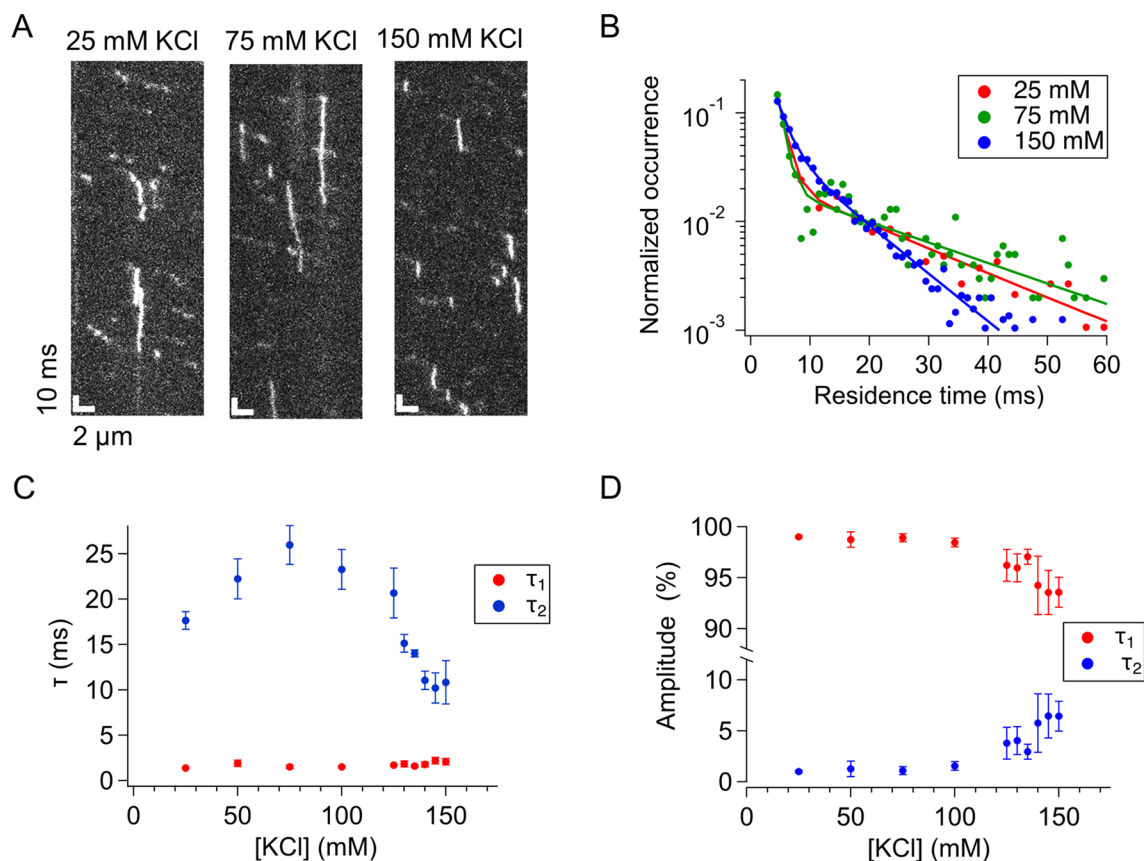 A
25 mM KCl 75 mM KCl 150 mM KCl
10 ms
2 μm
B
Normalized occurrence
10⁻¹
10⁻²
10⁻³
25 mM
75 mM
150 mM
0 10 20 30 40 50 60
Residence time (ms)
C
τ (ms)
25
20
15
10
5
0
τ₁
τ₂
0 50 100 150
[KCl] (mM)
D
Amplitude (%)
100
95
90
10
5
0
τ₁
τ₂
0 50 100 150
[KCl] (mM)